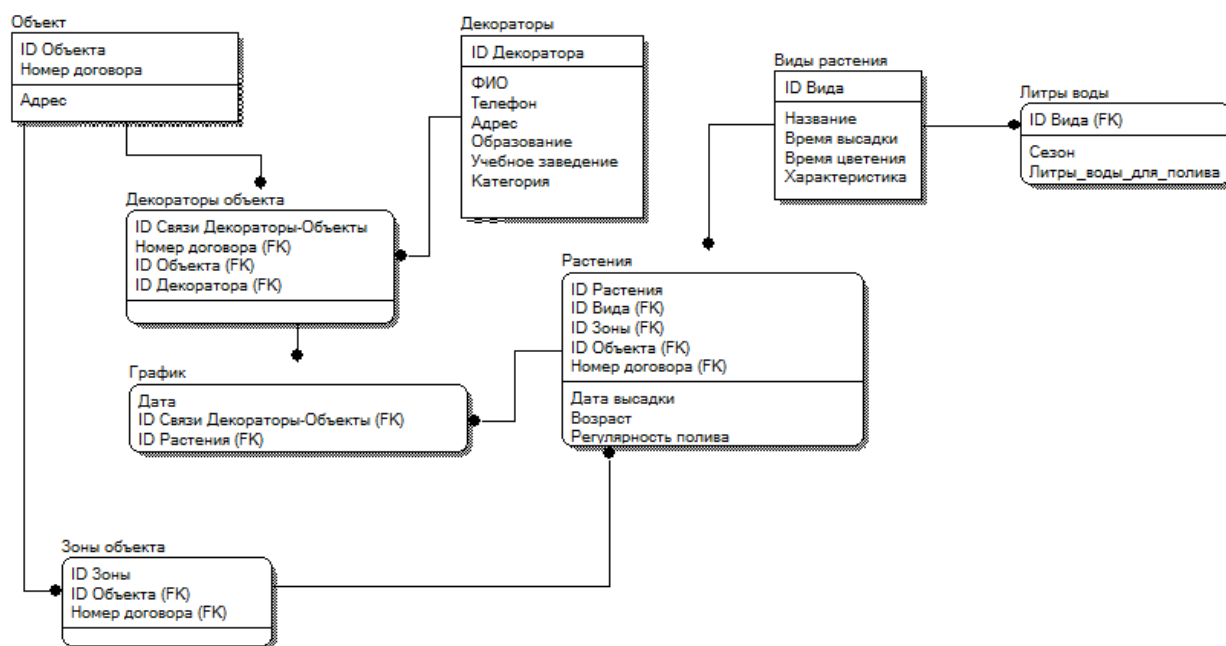 Объект
ID Объекта
Номер договора
Адрес
Декораторы
ID Декоратора
ФИО
Телефон
Адрес
Образование
Учебное заведение
Категория
Виды растения
ID Вида
Название
Время высадки
Время цветения
Характеристика
Литры воды
ID Вида (FK)
Сезон
Литры_воды_для_полива
Декораторы объекта
ID Связи Декораторы-Объекты
Номер договора (FK)
ID Объекта (FK)
ID Декоратора (FK)
Растения
ID Растения
ID Вида (FK)
ID Зоны (FK)
ID Объекта (FK)
Номер договора (FK)
Дата высадки
Возраст
Регулярность полива
График
Дата
ID Связи Декораторы-Объекты (FK)
ID Растения (FK)
Зоны объекта
ID Зоны
ID Объекта (FK)
Номер договора (FK)